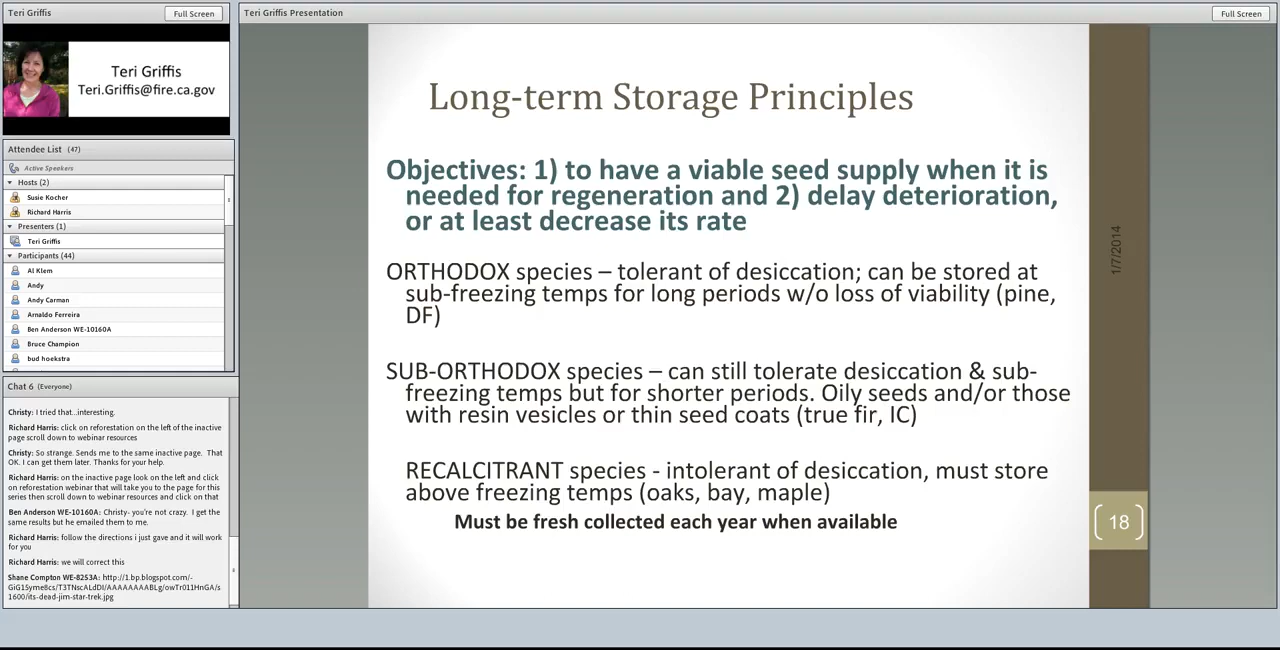 Teri Griffis
Full Screen
Teri Griffis
Teri.Griffis@fire.ca.gov
Attendee List (47)
Active Speakers
Hosts (2)
Susie Kocher
Richard Harris
Presenters (1)
Teri Griffis
Participants (44)
Al Klem
Andy
Andy Carman
Arnaldo Ferreira
Ben Anderson WE-10160A
Bruce Champion
bud hoekstra
Chat 6 (Everyone)
Christy: I tried that...interesting.
Richard Harris: click on reforestation on the left of the inactive
page scroll down to webinar resources
Christy: So strange. Sends me to the same inactive page. That
OK. I can get them later. Thanks for your help.
Richard Harris: on the inactive page look on the left and click
on reforestation webinar that will take you to the page for this
series then scroll down to webinar resources and click on that
Ben Anderson WE-10160A: Christy- you're not crazy. I get the
same results but he emailed them to me.
Richard Harris: follow the directions i just gave and it will work
for you
Richard Harris: we will correct this
Shane Compton WE-8253A: http://1.bp.blogspot.com/-
GiG1Syme8cs/T3TNscALdDI/AAAAAAAABLg/owTr011HnGA/s
1600/its-dead-jim-star-trek.jpg
Teri Griffis Presentation
Full Screen
Long-term Storage Principles
Objectives: 1) to have a viable seed supply when it is
needed for regeneration and 2) delay deterioration,
or at least decrease its rate
ORTHODOX species – tolerant of desiccation; can be stored at
sub-freezing temps for long periods w/o loss of viability (pine,
DF)
SUB-ORTHODOX species – can still tolerate desiccation & sub-
freezing temps but for shorter periods. Oily seeds and/or those
with resin vesicles or thin seed coats (true fir, IC)
RECALCITRANT species - intolerant of desiccation, must store
above freezing temps (oaks, bay, maple)
Must be fresh collected each year when available
1/7/2014
18